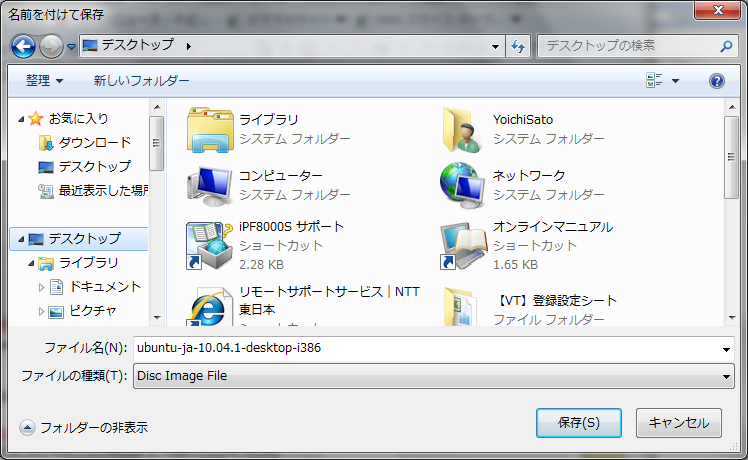 名前を付けて保存
デスクトップ
デスクトップの検索
整理
新しいフォルダー
お気に入り
ダウンロード
デスクトップ
最近表示した場所
デスクトップ
ライブラリ
ドキュメント
ピクチャ
ライブラリ
システム フォルダー
YoichiSato
システム フォルダー
コンピューター
システム フォルダー
ネットワーク
システム フォルダー
iPF8000S サポート
ショートカット
2.28 KB
オンラインマニュアル
ショートカット
1.65 KB
リモートサポートサービス | NTT
東日本
ショートカット
【VT】登録設定シート
ファイル フォルダー
ファイル名(N):
ubuntu-ja-10.04.1-desktop-i386
ファイルの種類(T):
Disc Image File
フォルダーの非表示
保存(S)
キャンセル